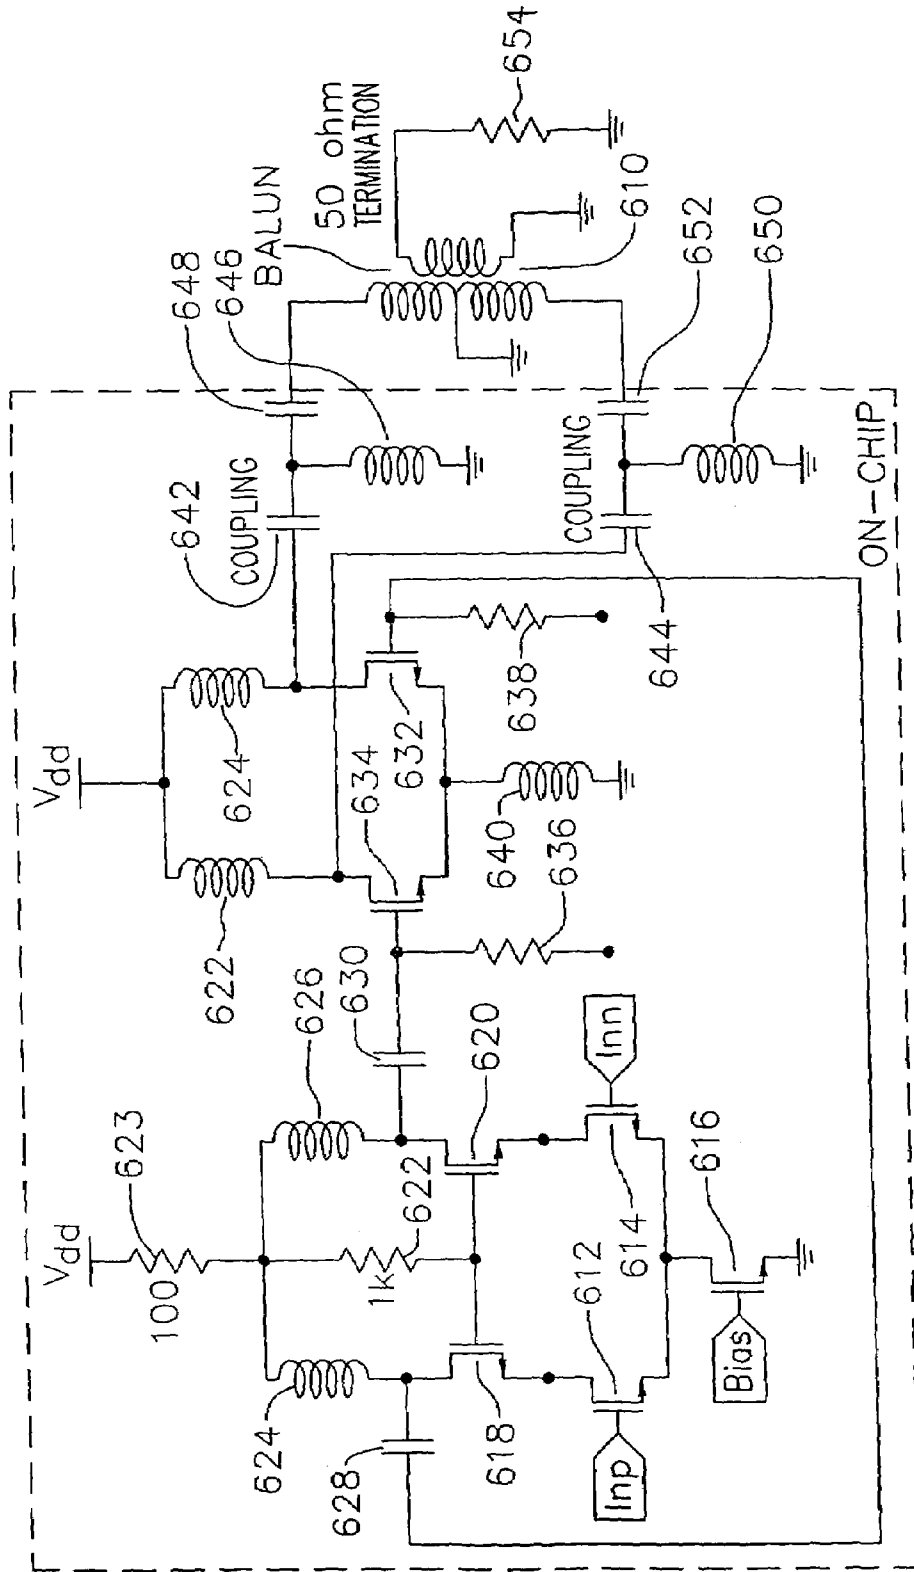 Vdd
623
100
624
626
1k
622
628
618
620
630
612
614
Inp
Inn
616
Bias
Vdd
622
624
634
632
640
636
638
642
COUPLING
648
646
COUPLING
644
652
650
BALUN
610
50 ohm
TERMINATION
654
ON-CHIP